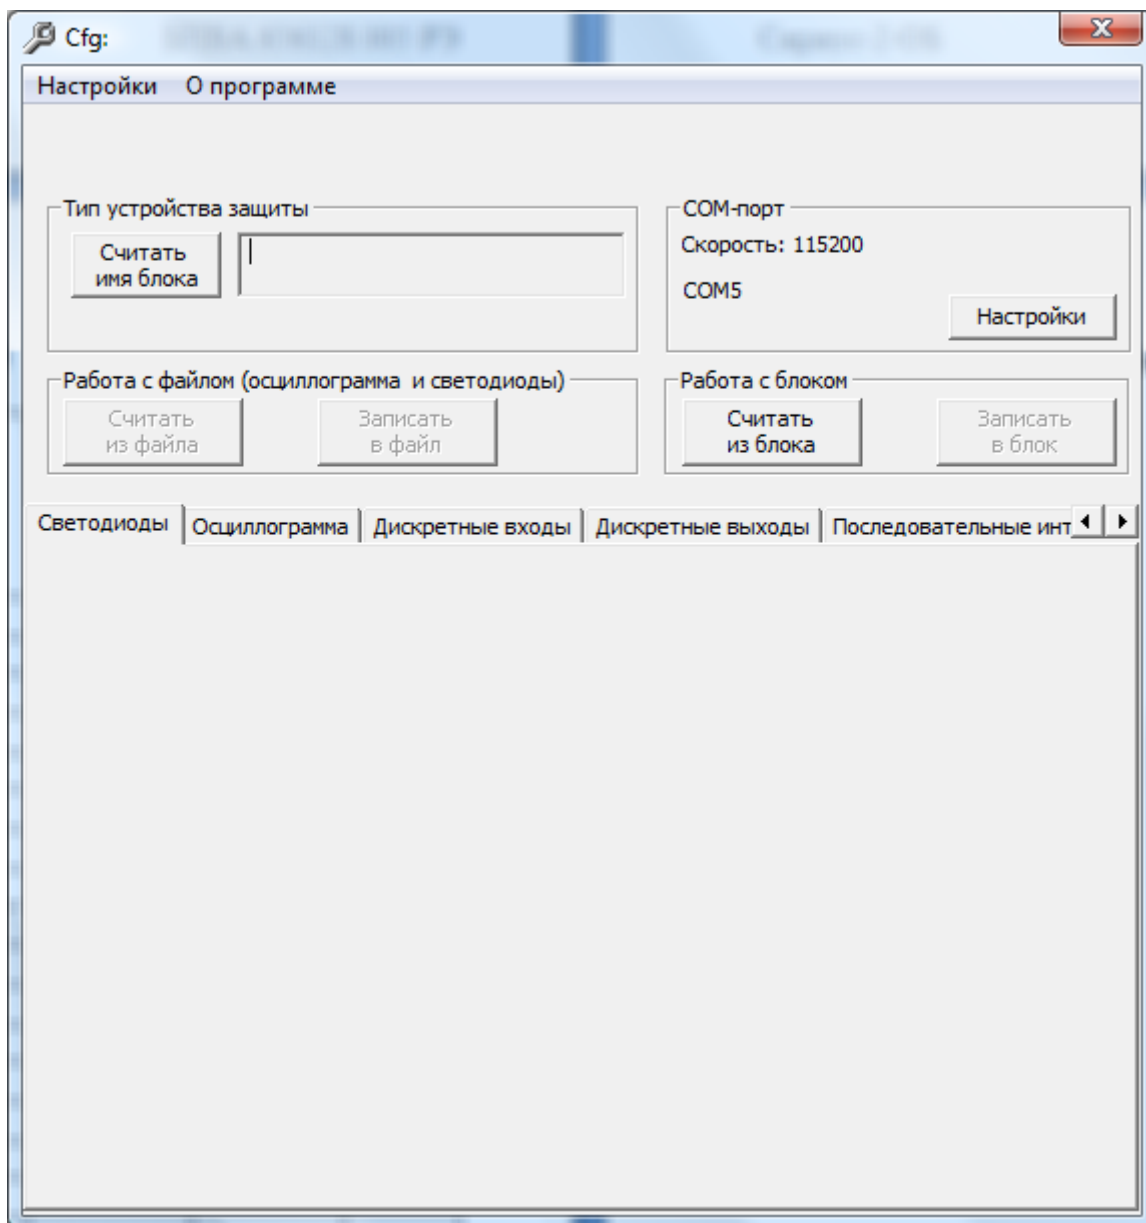 Cfg:
Настройки О программе
Тип устройства защиты
Считать
имя блока
COM-порт
Скорость: 115200
COM5
Настройки
Работа с файлом (осциллограмма и светодиоды)
Считать
из файла
Записать
в файл
Работа с блоком
Считать
из блока
Записать
в блок
Светодиоды Осциллограмма Дискретные входы Дискретные выходы Последовательные инт